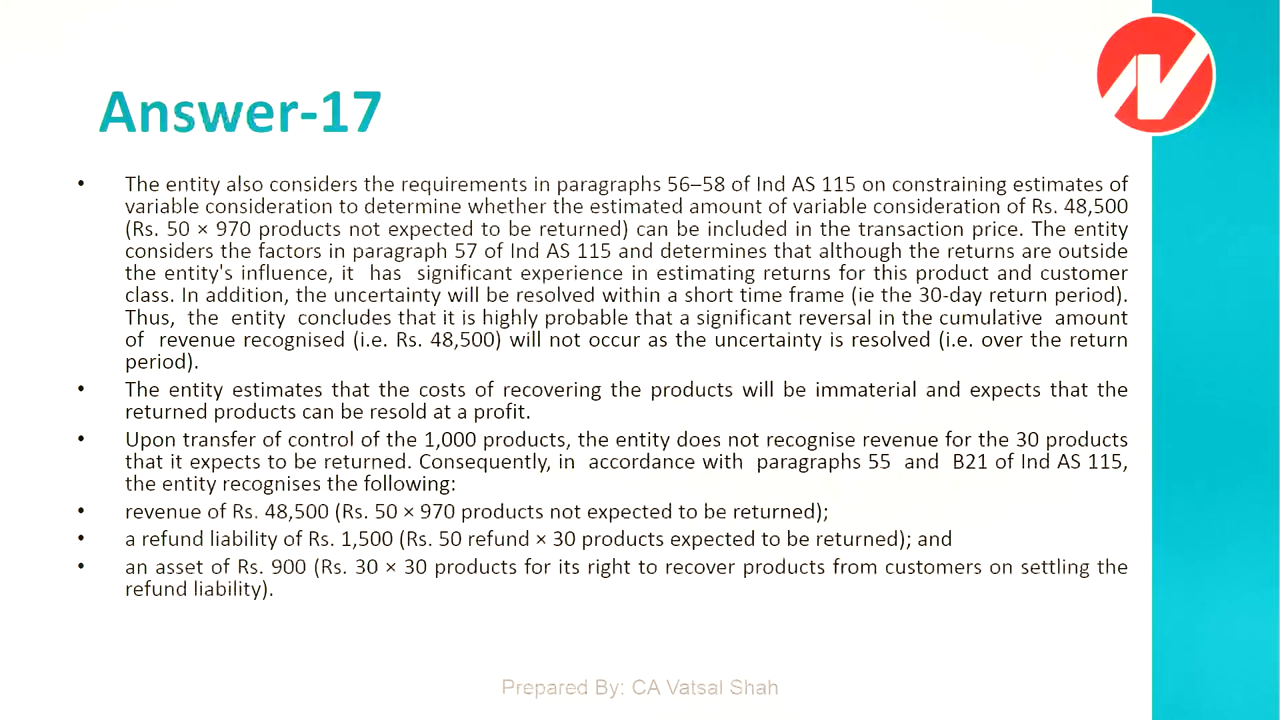 Answer-17
• The entity also considers the requirements in paragraphs 56–58 of Ind AS 115 on constraining estimates of
variable consideration to determine whether the estimated amount of variable consideration of Rs. 48,500
(Rs. 50 × 970 products not expected to be returned) can be included in the transaction price. The entity
considers the factors in paragraph 57 of Ind AS 115 and determines that although the returns are outside
the entity's influence, it has significant experience in estimating returns for this product and customer
class. In addition, the uncertainty will be resolved within a short time frame (ie the 30-day return period).
Thus, the entity concludes that it is highly probable that a significant reversal in the cumulative amount
of revenue recognised (i.e. Rs. 48,500) will not occur as the uncertainty is resolved (i.e. over the return
period).
• The entity estimates that the costs of recovering the products will be immaterial and expects that the
returned products can be resold at a profit.
• Upon transfer of control of the 1,000 products, the entity does not recognise revenue for the 30 products
that it expects to be returned. Consequently, in accordance with paragraphs 55 and B21 of Ind AS 115,
the entity recognises the following:
• revenue of Rs. 48,500 (Rs. 50 × 970 products not expected to be returned);
• a refund liability of Rs. 1,500 (Rs. 50 refund × 30 products expected to be returned); and
• an asset of Rs. 900 (Rs. 30 × 30 products for its right to recover products from customers on settling the
refund liability).
Prepared By: CA Vatsal Shah